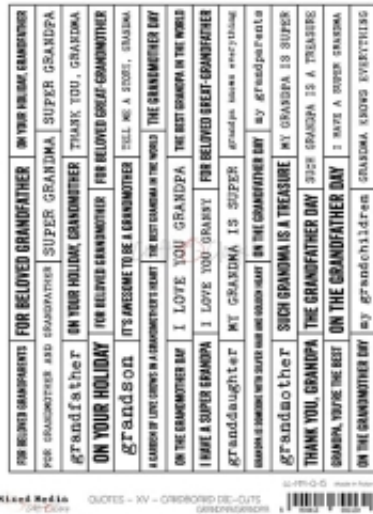 FOR BELOVED GRANDPARENTS
FOR BELOVED GRANDFATHER
ON YOUR HOLIDAY, GRANDFATHER
FOR GRANDMOTHER AND GRANDFATHER
SUPER GRANDMA
SUPER GRANDPA
grandfather
ON YOUR HOLIDAY, GRANDMOTHER
THANK YOU, GRANDMA
ON YOUR HOLIDAY
FOR BELOVED GRANDMOTHER
FOR BELOVED GREAT-GRANDMOTHER
grandson
IT'S AWESOME TO BE A GRANDMOTHER
TELL ME A STORY, GRANDMA
A GARDEN OF LOVE GROWS IN A GRANDMOTHER'S HEART
THE BEST GRANDMA IN THE WORLD
THE GRANDMOTHER DAY
ON THE GRANDMOTHER DAY
I LOVE YOU GRANDPA
THE BEST GRANDPA IN THE WORLD
I HAVE A SUPER GRANDPA
I LOVE YOU GRANNY
FOR BELOVED GREAT-GRANDFATHER
granddaughter
MY GRANDMA IS SUPER
grandpa knows everything
GRANDPA IS SOMEONE WITH SILVER HAIR AND GOLDEN HEART
ON THE GRANDFATHER DAY
my grandparents
grandmother
SUCH GRANDMA IS A TREASURE
MY GRANDPA IS SUPER
THANK YOU, GRANDPA
THE GRANDFATHER DAY
SUCH GRANDPA IS A TREASURE
GRANDPA, YOU'RE THE BEST
ON THE GRANDFATHER DAY
I HAVE A SUPER GRANDMA
ON THE GRANDMOTHER DAY
my grandchildren
GRANDMA KNOWS EVERYTHING
Mixed Media
QUOTES - XV - CARDBOARD DIE-CUTS